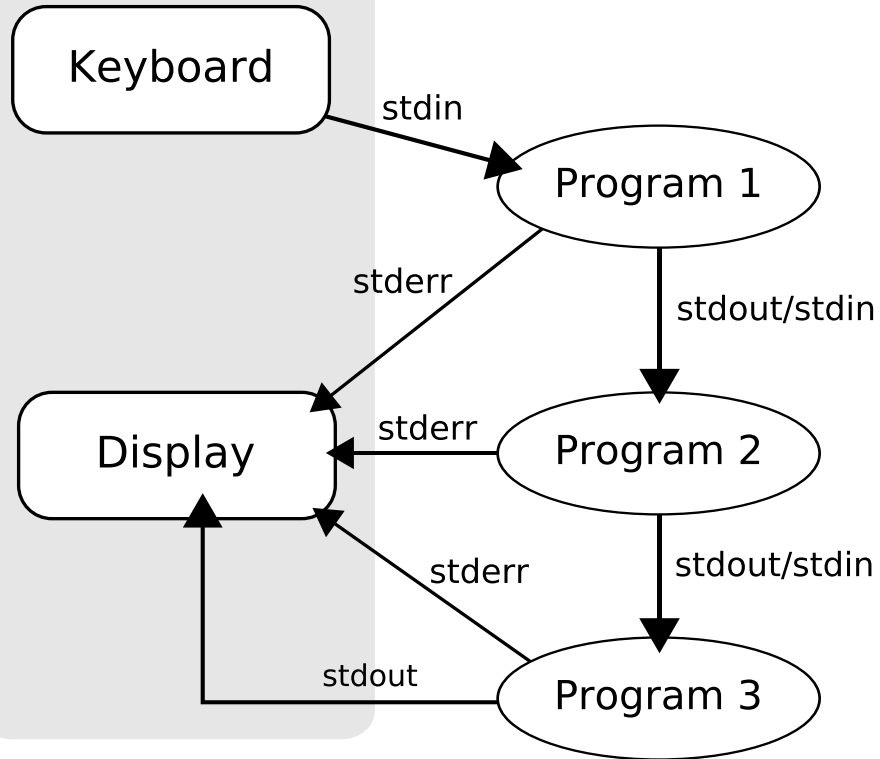 Keyboard
stdin
Program 1
stderr
stdout/stdin
Display
stderr
Program 2
stderr
stdout/stdin
stdout
Program 3